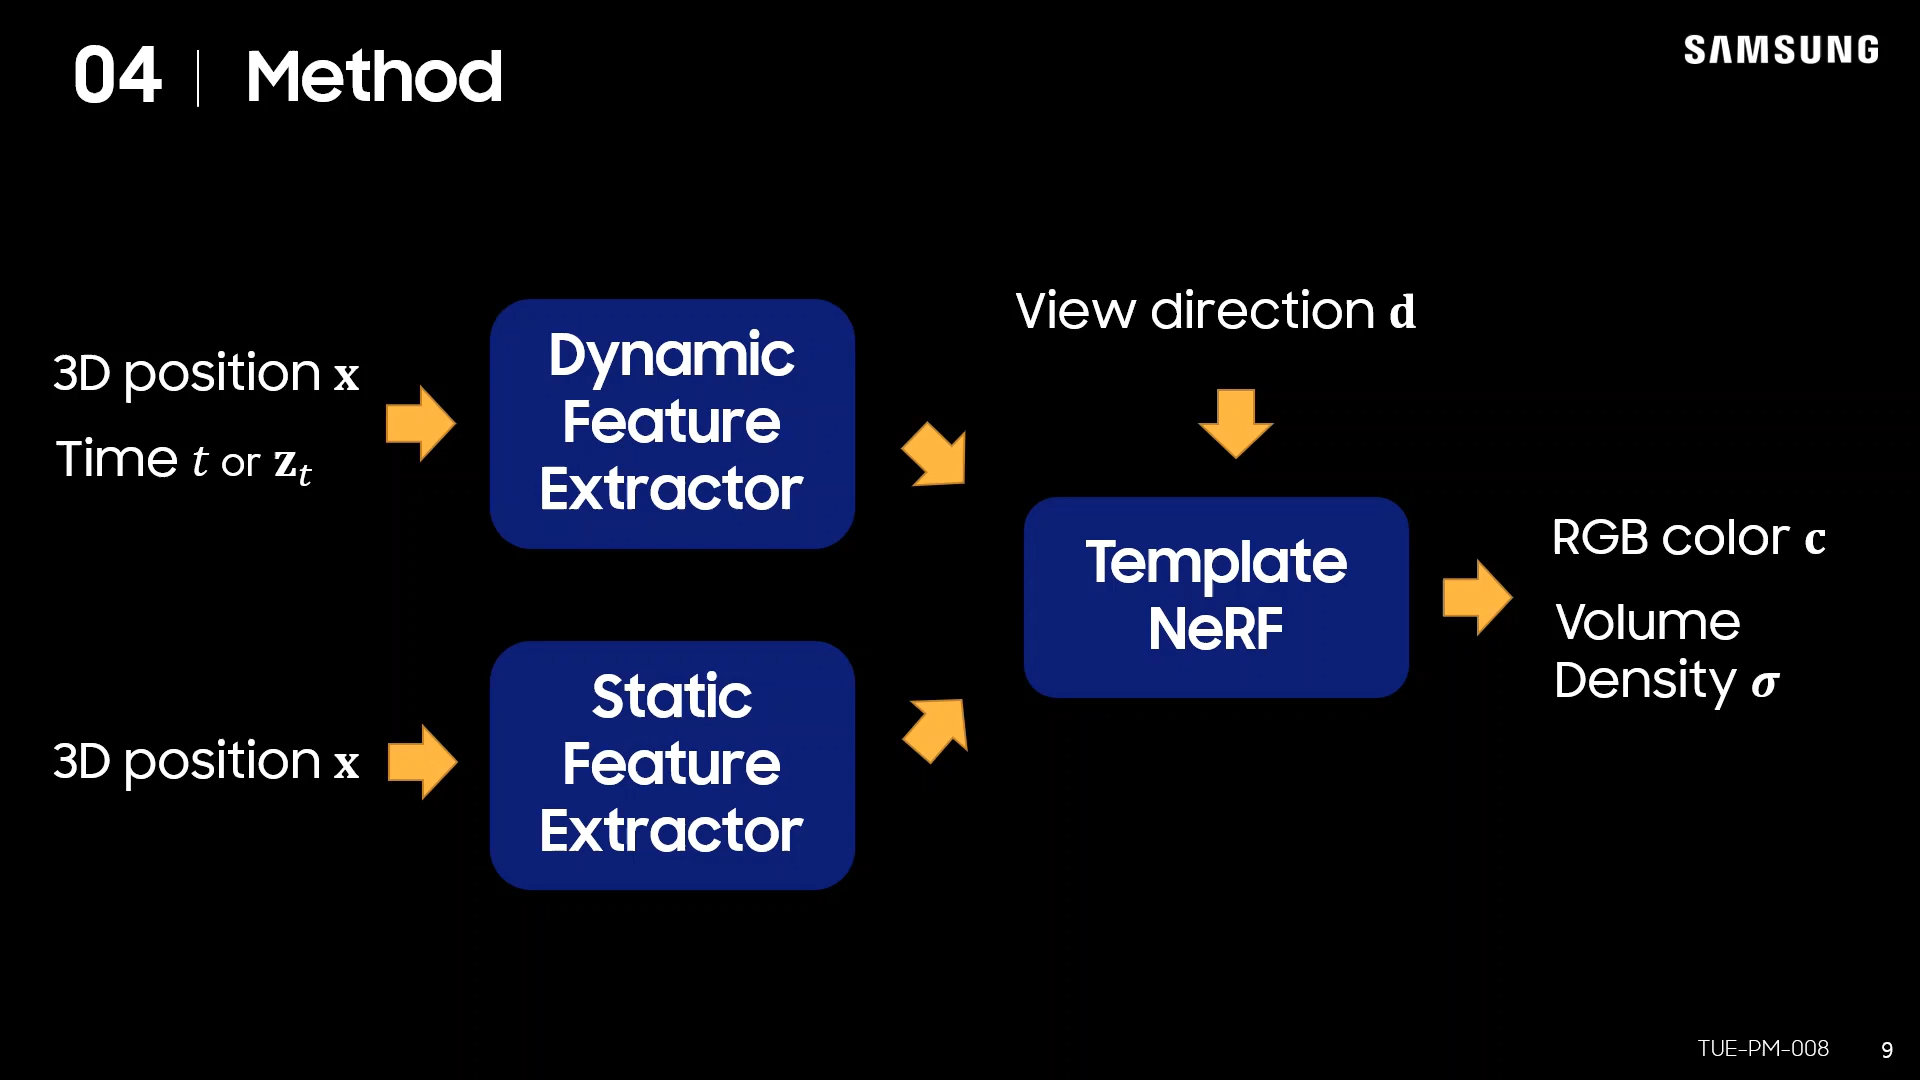 04 | Method
SAMSUNG
3D position x
Time t or z_t
Dynamic
Feature
Extractor
3D position x
Static
Feature
Extractor
View direction d
Template
NeRF
RGB color c
Volume
Density σ
TUE-PM-008
9